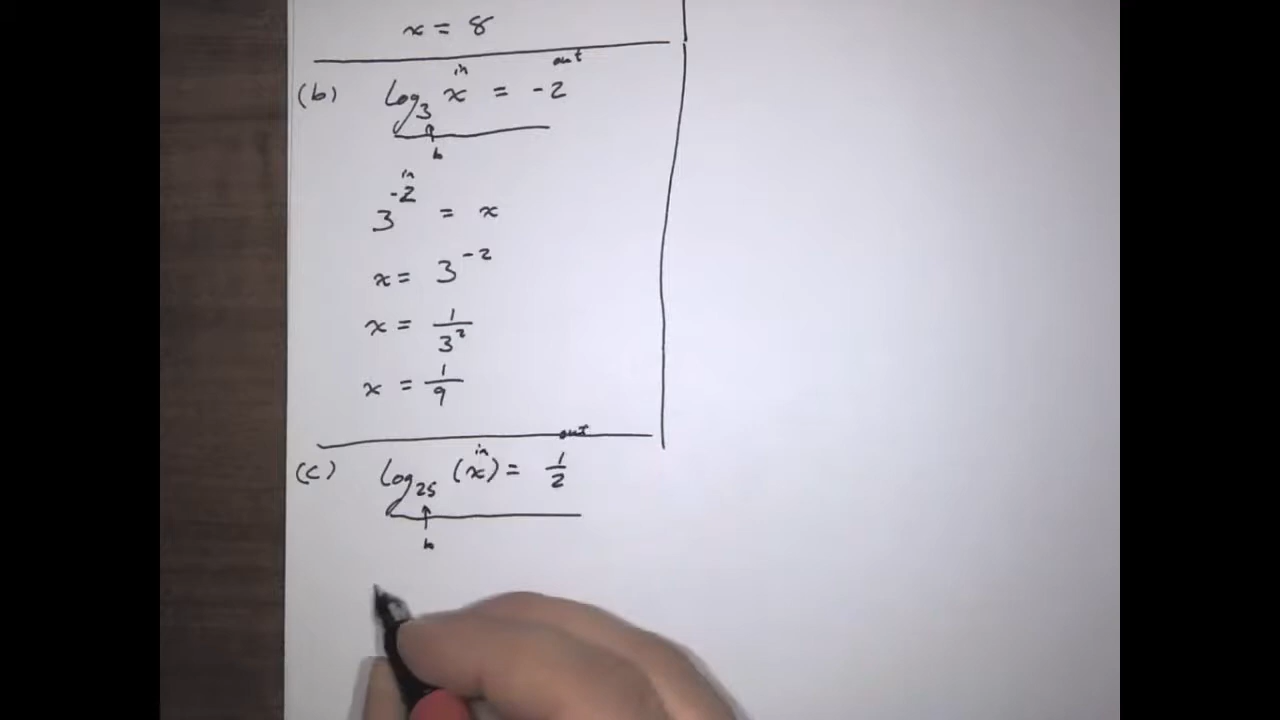 x = 8
in out
(b) log₃ x = -2
b
in
3⁻² = x
x = 3⁻²
x = 1/3²
x = 1/9
in out
(c) log₂₅ (x) = 1/2
b